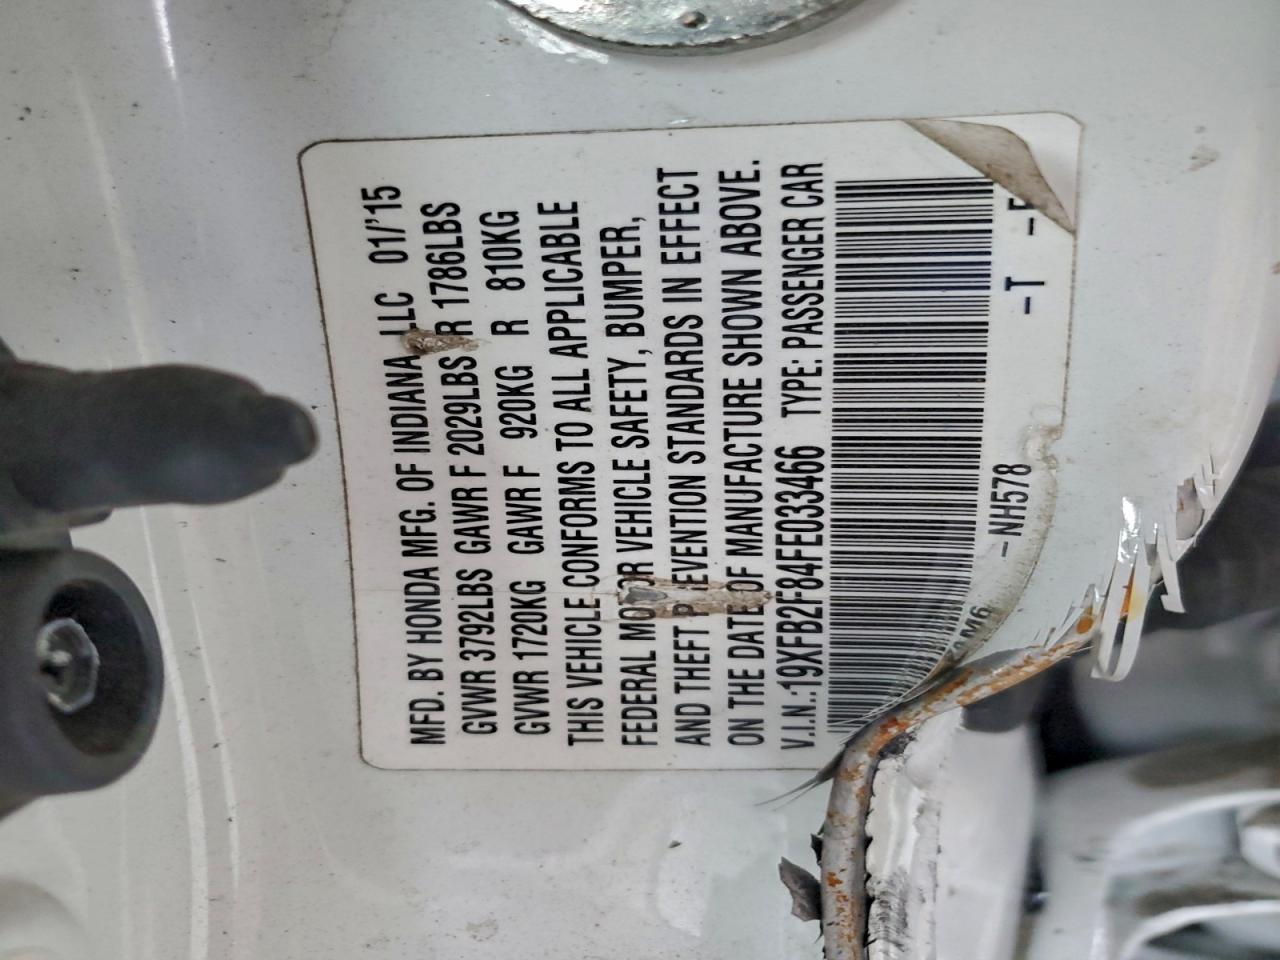 MFD. BY HONDA MFG. OF INDIANA, LLC 01/'15
GVWR 3792LBS GAWR F 2029LBS R 1786LBS
GVWR 1720KG GAWR F 920KG R 810KG
THIS VEHICLE CONFORMS TO ALL APPLICABLE
FEDERAL MOTOR VEHICLE SAFETY, BUMPER,
AND THEFT PREVENTION STANDARDS IN EFFECT
ON THE DATE OF MANUFACTURE SHOWN ABOVE.
V.I.N.:19XFB2F84FE033466 TYPE: PASSENGER CAR
-NH578 -T